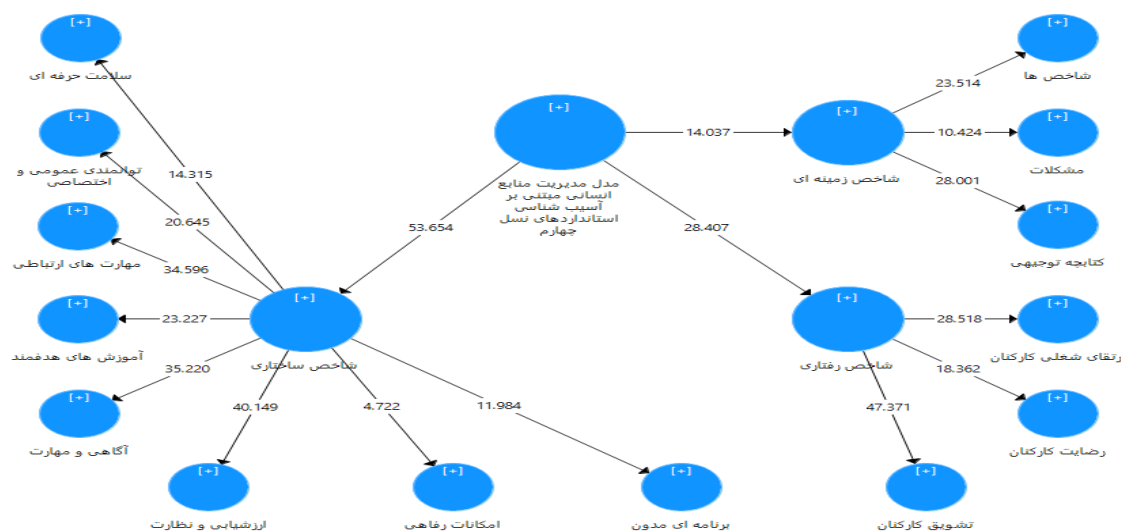 [+]
سلامت حرفه ای
[+]
توانمندی عمومی و
اختصاصی
[+]
مهارت های ارتباطی
[+]
آموزش های هدفمند
[+]
آگاهی و مهارت
[+]
ارزشیابی و نظارت
[+]
امکانات رفاهی
[+]
برنامه ای مدون
[+]
شاخص ساختاری
14.315
20.645
34.596
23.227
35.220
40.149
4.722
11.984
[+]
مدل مدیریت منابع
انسانی مبتنی بر
آسیب شناسی
استانداردهای نسل
چهارم
53.654
14.037
28.407
[+]
شاخص زمینه ای
23.514
10.424
28.001
[+]
شاخص ها
[+]
مشکلات
[+]
کتابچه توجیهی
[+]
شاخص رفتاری
28.518
18.362
47.371
[+]
رتقای شغلی کارکنان
[+]
رضایت کارکنان
[+]
تشویق کارکنان